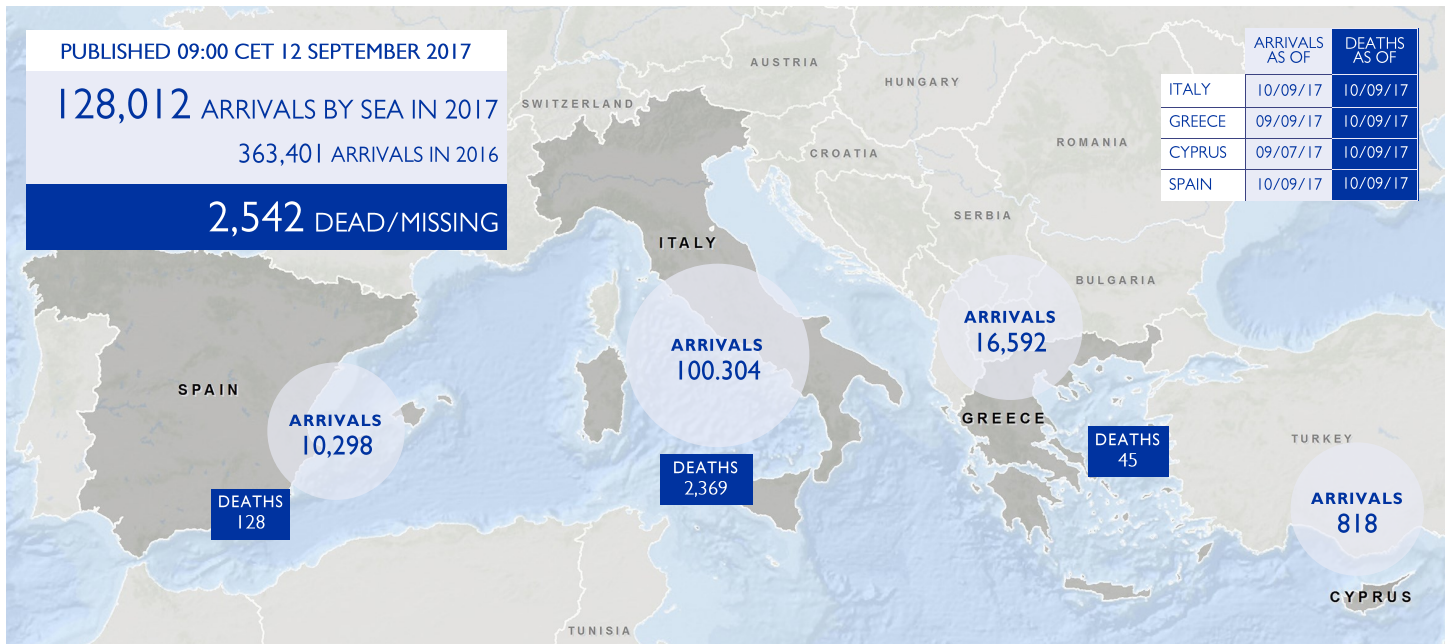 PUBLISHED 09:00 CET 12 SEPTEMBER 2017
128,012 ARRIVALS BY SEA IN 2017
363,401 ARRIVALS IN 2016
2,542 DEAD/MISSING
ARRIVALS AS OF
DEATHS AS OF
ITALY 10/09/17 10/09/17
GREECE 09/09/17 10/09/17
CYPRUS 09/07/17 10/09/17
SPAIN 10/09/17 10/09/17
AUSTRIA
HUNGARY
SWITZERLAND
ROMANIA
CROATIA
SERBIA
ITALY
BULGARIA
ARRIVALS
16,592
ARRIVALS
100.304
SPAIN
ARRIVALS
10,298
GREECE
DEATHS
45
TURKEY
DEATHS
2,369
DEATHS
128
ARRIVALS
818
CYPRUS
TUNISIA